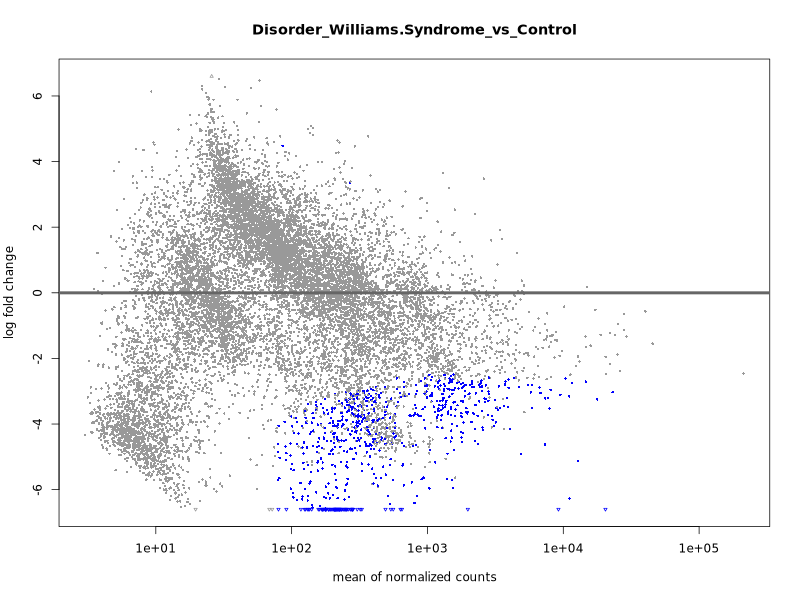 Disorder_Williams.Syndrome_vs_Control
log fold change
6
4
2
0
-2
-4
-6
1e+01 1e+02 1e+03 1e+04 1e+05
mean of normalized counts